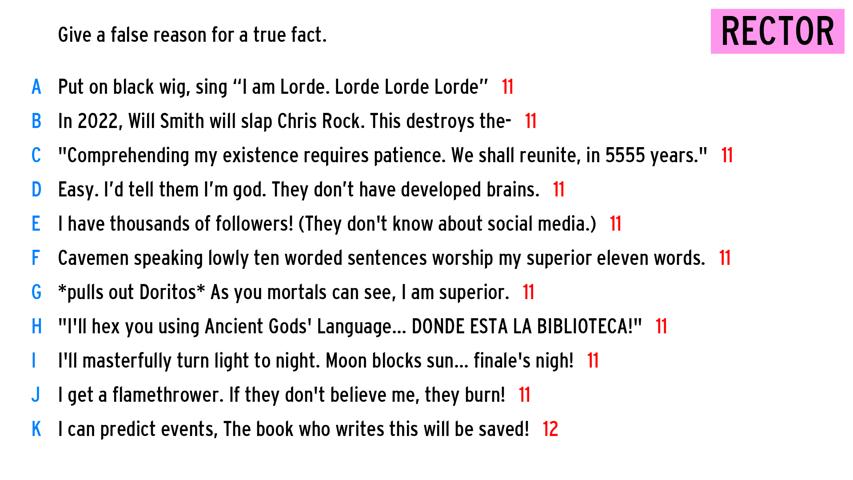 Give a false reason for a true fact.
RECTOR
A Put on black wig, sing “I am Lorde. Lorde Lorde Lorde” 11
B In 2022, Will Smith will slap Chris Rock. This destroys the- 11
C "Comprehending my existence requires patience. We shall reunite, in 5555 years." 11
D Easy. I’d tell them I’m god. They don’t have developed brains. 11
E I have thousands of followers! (They don't know about social media.) 11
F Cavemen speaking lowly ten worded sentences worship my superior eleven words. 11
G *pulls out Doritos* As you mortals can see, I am superior. 11
H "I'll hex you using Ancient Gods' Language... DONDE ESTA LA BIBLIOTECA!" 11
I I'll masterfully turn light to night. Moon blocks sun... finale's nigh! 11
J I get a flamethrower. If they don't believe me, they burn! 11
K I can predict events, The book who writes this will be saved! 12